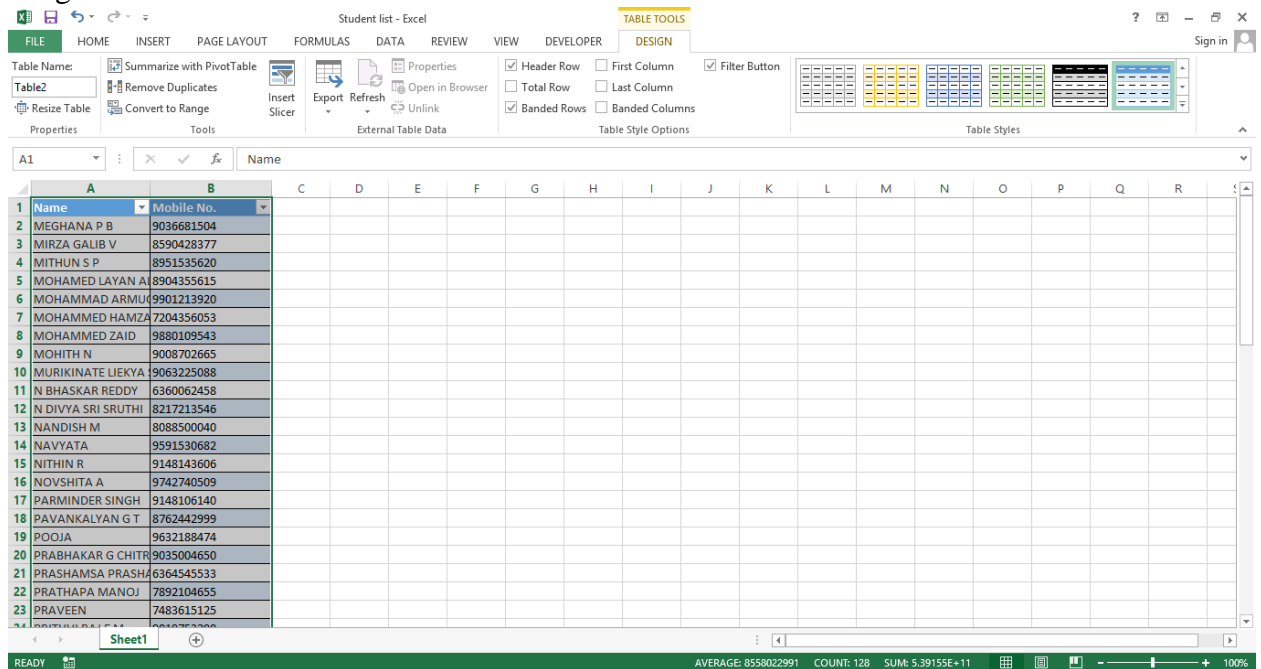 Student list - Excel
TABLE TOOLS
FILE HOME INSERT PAGE LAYOUT FORMULAS DATA REVIEW VIEW DEVELOPER DESIGN Sign in
Table Name: Summarize with PivotTable Properties Header Row First Column Filter Button
Table2 Remove Duplicates Insert Slicer Export Refresh Open in Browser Total Row Last Column
Resize Table Convert to Range Unlink Banded Rows Banded Columns
Properties Tools External Table Data Table Style Options Table Styles
A1 fx Name
A B C D E F G H I J K L M N O P Q R
1 Name Mobile No.
2 MEGHANA P B 9036681504
3 MIRZA GALIB V 8590428377
4 MITHUN S P 8951535620
5 MOHAMED LAYAN 8904355615
6 MOHAMMAD 9901213920
7 MOHAMMED HAMZA 7204356053
8 MOHAMMED ZAID 9880109543
9 MOHITH N 9008702665
10 MURIKINATE LIEKYA 9063225088
11 N BHASKAR REDDY 6360062458
12 N DIVYA SRI SRUTHI 8217213546
13 NANDISH M 8088500040
14 NAVYATA 9591530682
15 NITHIN R 9148143606
16 NOVSHITA A 9742740509
17 PARMINDER SINGH 9148106140
18 PAVANKALYAN G T 8762442999
19 POOJA 9632188474
20 PRABHAKAR G CHITR 9035004650
21 PRASHAMSA PRASHA 6364545533
22 PRATHAPA MANOJ 7892104655
23 PRAVEEN 7483615125
24
Sheet1
READY AVERAGE: 8558022991 COUNT: 128 SUM: 5.39155E+11 100%